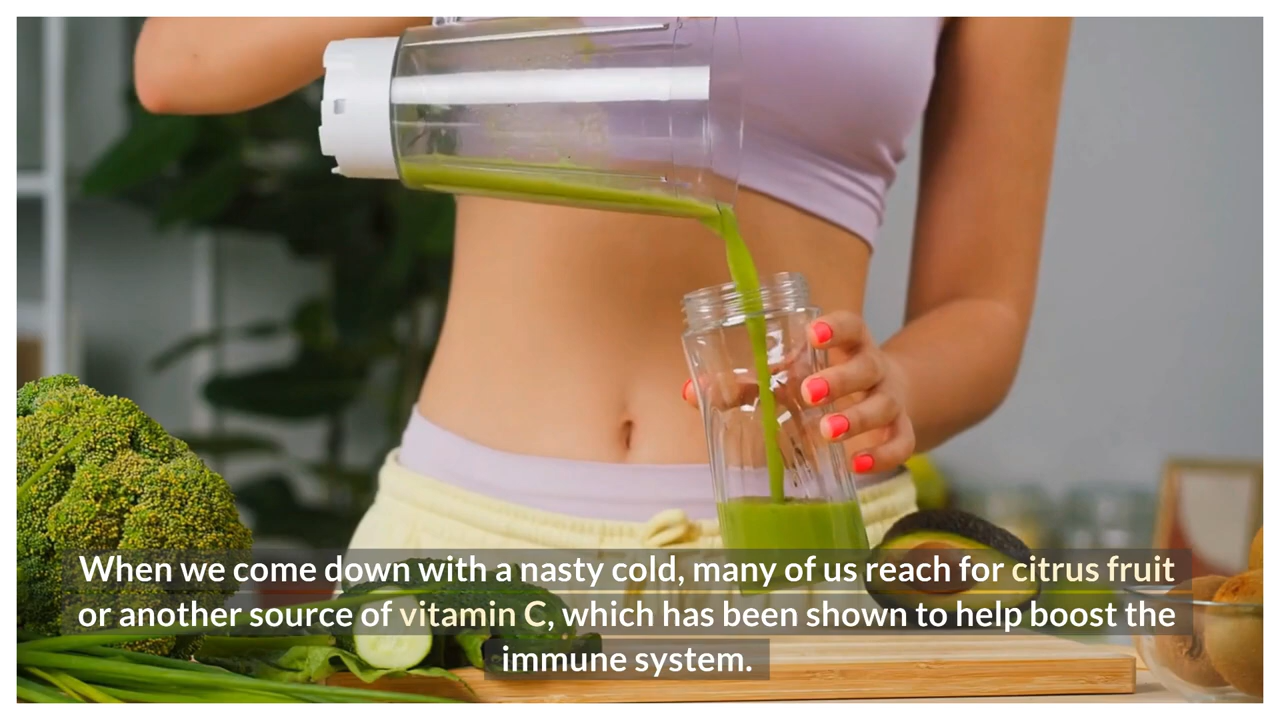 When we come down with a nasty cold, many of us reach for citrus fruit
or another source of vitamin C, which has been shown to help boost the
immune system.